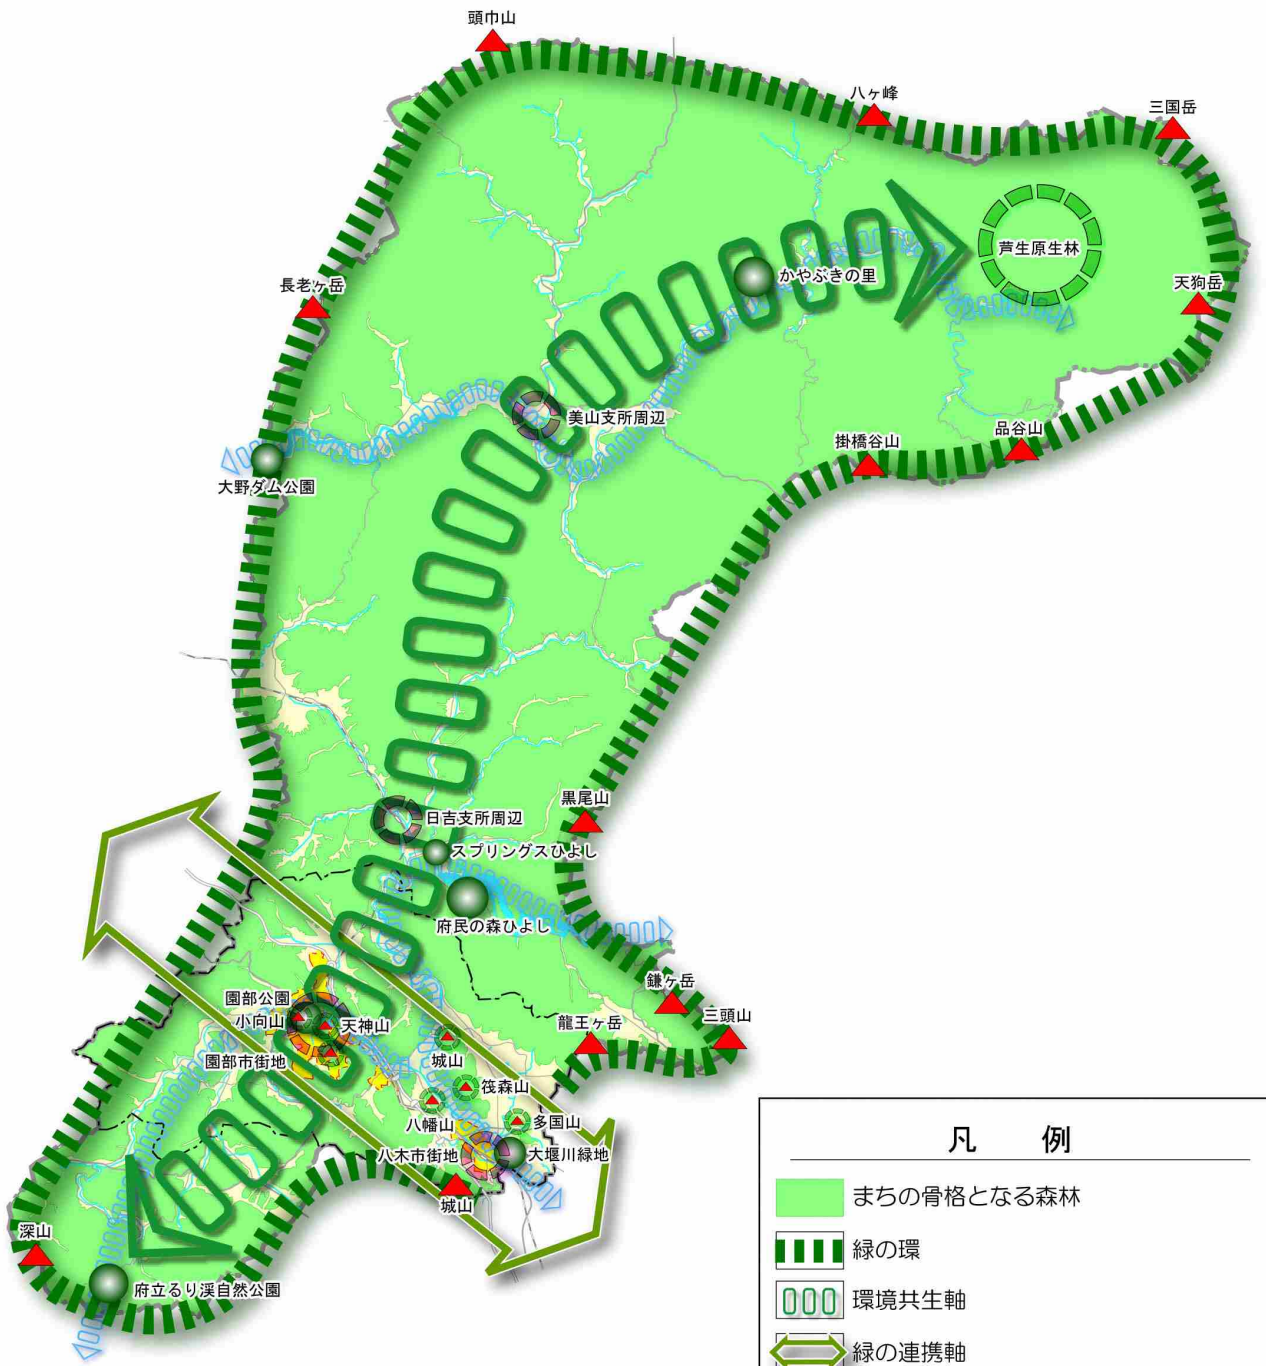 頭巾山
八ヶ峰
三国岳
芦生原生林
かやぶきの里
天狗岳
長老ヶ岳
美山支所周辺
品谷山
掛橋谷山
大野ダム公園
黒尾山
日吉支所周辺
スプリングスひよし
府民の森ひよし
鎌ヶ岳
園部公園
小向山
天神山
龍王ヶ岳
三頭山
城山
園部市街地
筏森山
八幡山
多国山
八木市街地
大堰川緑地
城山
深山
府立るり渓自然公園
凡 例
まちの骨格となる森林
緑の環
環境共生軸
緑の連携軸